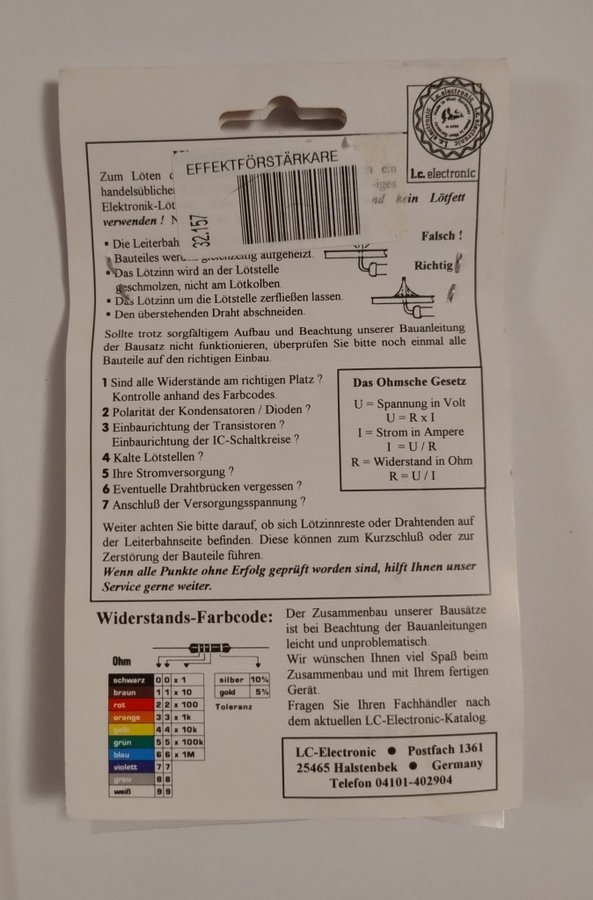 l.c. electronic
EFFEKTFÖRSTÄRKARE
32.157
Zum Löten
ein
handelsübliche
-iges
Elektronik-Löt
nd kein Lötfett
verwenden !
▪ Die Leiterbah
Falsch !
Bauteiles werden gleichzeitig aufgeheizt.
▪ Das Lötzinn wird an der Lötstelle
Richtig
geschmolzen, nicht am Lötkolben.
▪ Das Lötzinn um die Lötstelle zerfließen lassen.
▪ Den überstehenden Draht abschneiden.
Sollte trotz sorgfältigem Aufbau und Beachtung unserer Bauanleitung
der Bausatz nicht funktionieren, überprüfen Sie bitte noch einmal alle
Bauteile auf den richtigen Einbau.
1 Sind alle Widerstände am richtigen Platz ?
Kontrolle anhand des Farbcodes.
2 Polarität der Kondensatoren / Dioden ?
3 Einbaurichtung der Transistoren ?
Einbaurichtung der IC-Schaltkreise ?
4 Kalte Lötstellen ?
5 Ihre Stromversorgung ?
6 Eventuelle Drahtbrücken vergessen ?
7 Anschluß der Versorgungsspannung ?
Das Ohmsche Gesetz
U = Spannung in Volt
U = R x I
I = Strom in Ampere
I = U / R
R = Widerstand in Ohm
R = U / I
Weiter achten Sie bitte darauf, ob sich Lötzinnreste oder Drahtenden auf
der Leiterbahnseite befinden. Diese können zum Kurzschluß oder zur
Zerstörung der Bauteile führen.
Wenn alle Punkte ohne Erfolg geprüft worden sind, hilft Ihnen unser
Service gerne weiter.
Widerstands-Farbcode:
Ohm
schwarz 0 0 x 1
braun 1 1 x 10
rot 2 2 x 100
orange 3 3 x 1k
gelb 4 4 x 10k
grün 5 5 x 100k
blau 6 6 x 1M
violett 7 7
grau 8 8
weiß 9 9
silber 10%
gold 5%
Toleranz
Der Zusammenbau unserer Bausätze
ist bei Beachtung der Bauanleitungen
leicht und unproblematisch.
Wir wünschen Ihnen viel Spaß beim
Zusammenbau und mit Ihrem fertigen
Gerät.
Fragen Sie Ihren Fachhändler nach
dem aktuellen LC-Electronic-Katalog.
LC-Electronic ● Postfach 1361
25465 Halstenbek ● Germany
Telefon 04101-402904